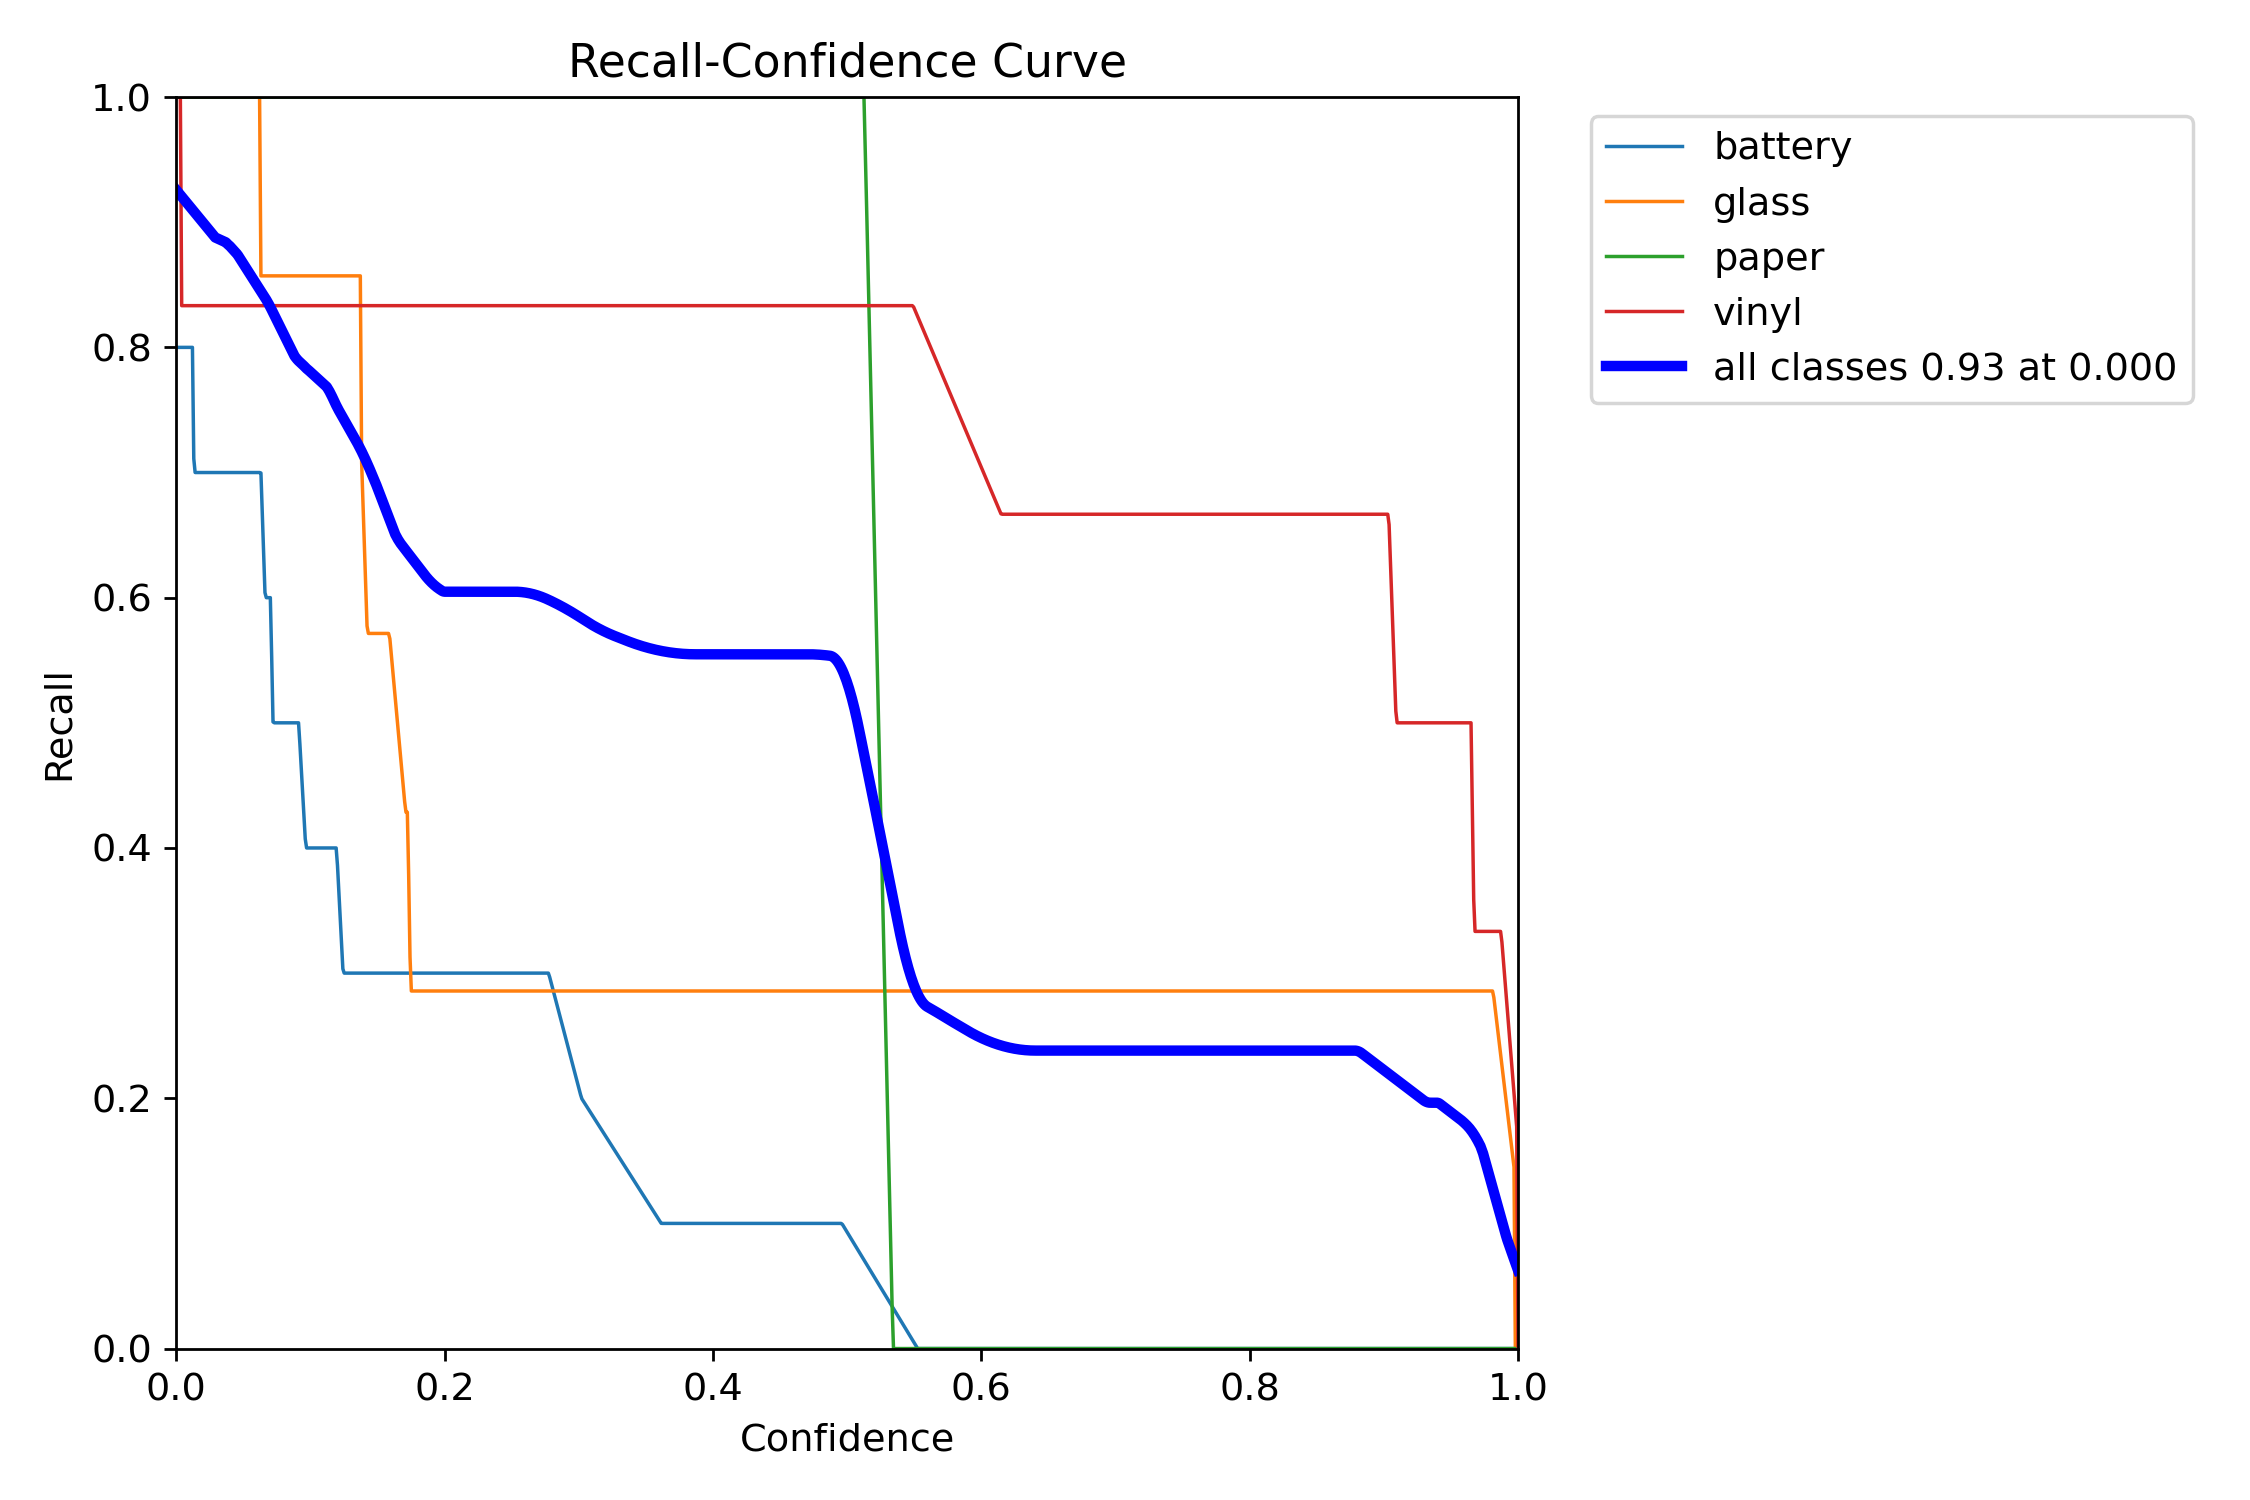 Recall-Confidence Curve
1.0
0.8
0.6
0.4
0.2
0.0
Recall
0.0 0.2 0.4 0.6 0.8 1.0
Confidence
battery
glass
paper
vinyl
all classes 0.93 at 0.000